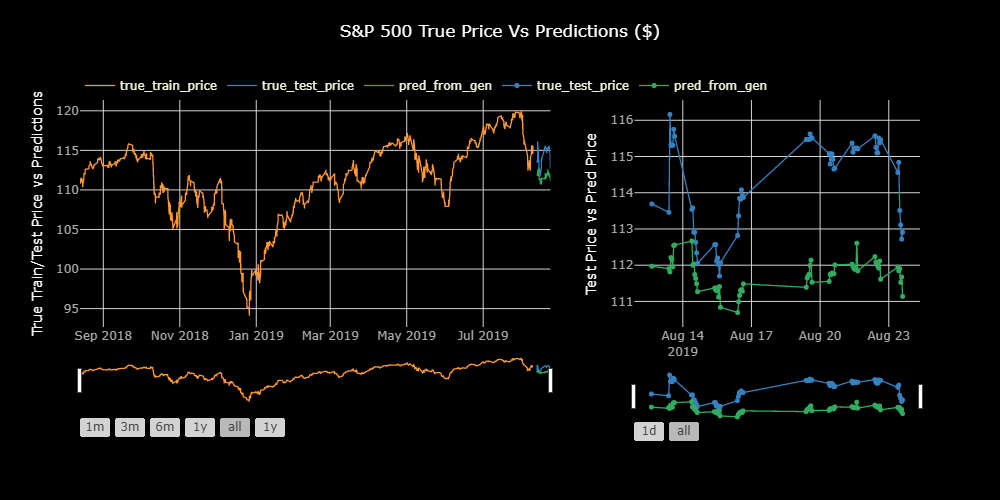 S&P 500 True Price Vs Predictions ($)
true_train_price true_test_price pred_from_gen true_test_price pred_from_gen
True Train/Test Price vs Predictions
120
115
110
105
100
95
Sep 2018 Nov 2018 Jan 2019 Mar 2019 May 2019 Jul 2019
1m 3m 6m 1y all 1y
Test Price vs Pred Price
116
115
114
113
112
111
Aug 14 Aug 17 Aug 20 Aug 23
2019
1d all